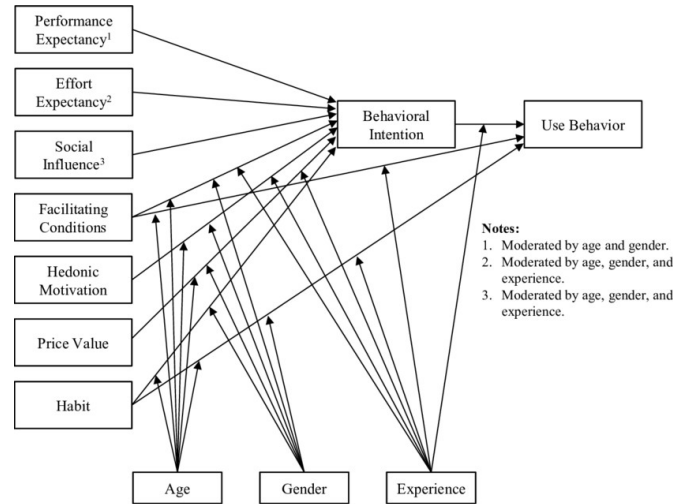 Performance
Expectancy¹
Effort
Expectancy²
Social
Influence³
Facilitating
Conditions
Hedonic
Motivation
Price Value
Habit
Behavioral
Intention
Use Behavior
Notes:
1. Moderated by age and gender.
2. Moderated by age, gender, and
experience.
3. Moderated by age, gender, and
experience.
Age
Gender
Experience